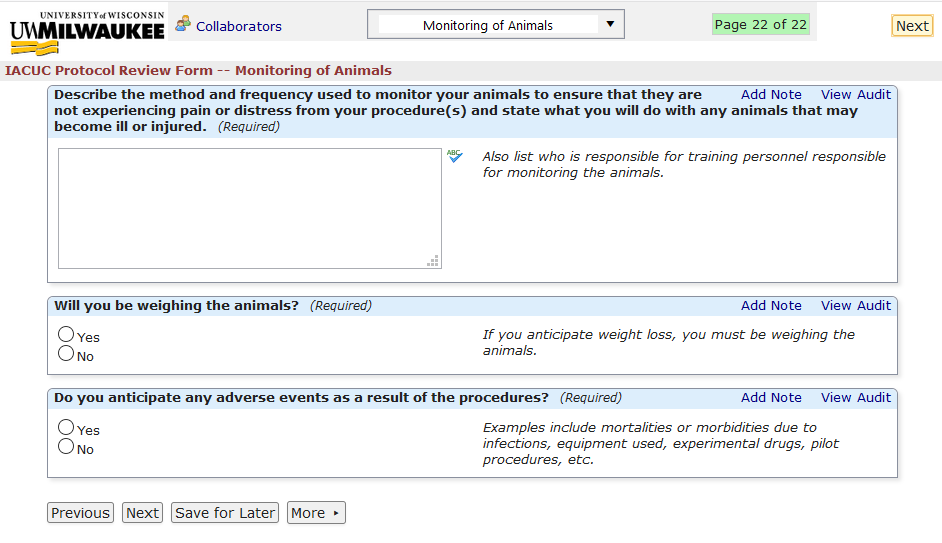 UNIVERSITY of WISCONSIN
UWMILWAUKEE
Collaborators
Monitoring of Animals
Page 22 of 22
Next
IACUC Protocol Review Form -- Monitoring of Animals
Describe the method and frequency used to monitor your animals to ensure that they are
Add Note View Audit
not experiencing pain or distress from your procedure(s) and state what you will do with any animals that may
become ill or injured. (Required)
ABC
Also list who is responsible for training personnel responsible
for monitoring the animals.
Will you be weighing the animals? (Required)
Add Note View Audit
Yes
No
If you anticipate weight loss, you must be weighing the
animals.
Do you anticipate any adverse events as a result of the procedures? (Required)
Add Note View Audit
Yes
No
Examples include mortalities or morbidities due to
infections, equipment used, experimental drugs, pilot
procedures, etc.
Previous Next Save for Later More